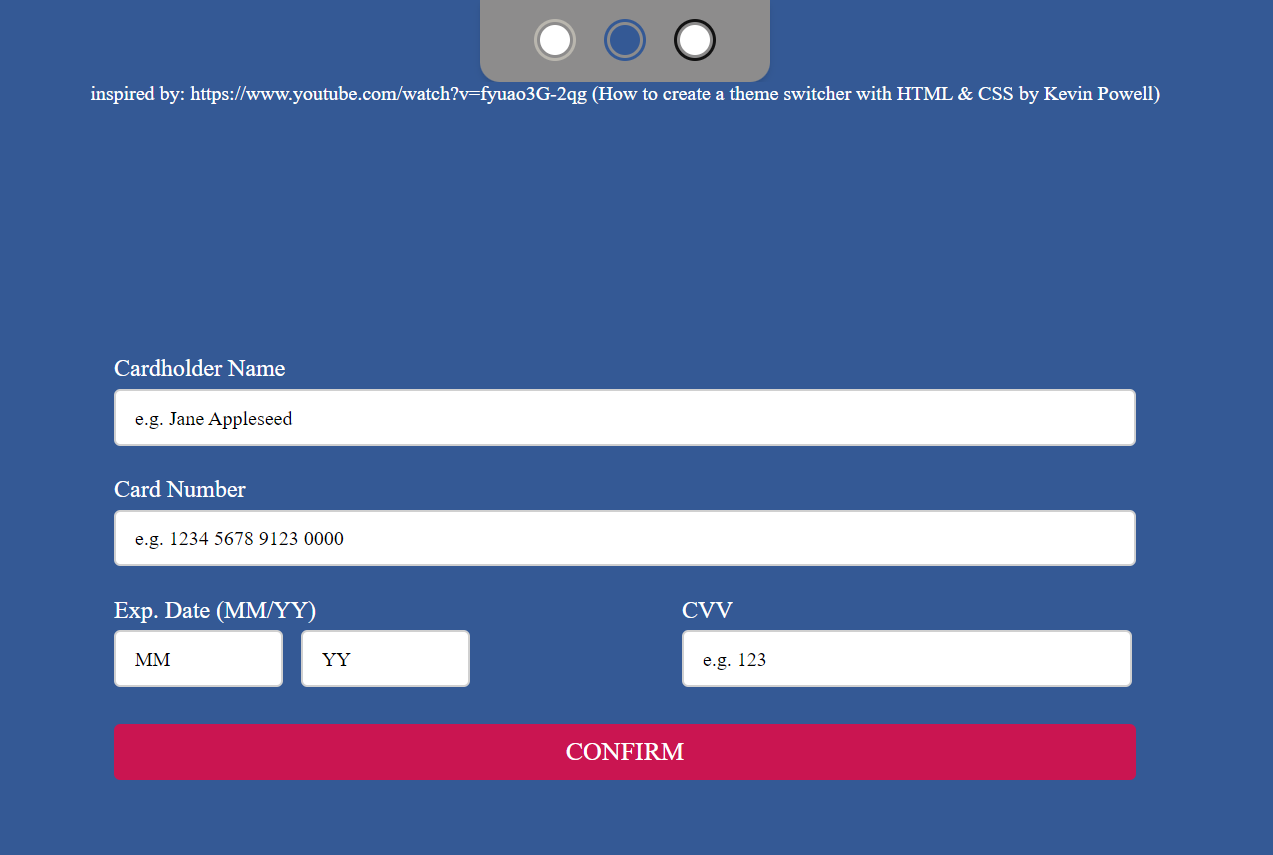 inspired by: https://www.youtube.com/watch?v=fyuao3G-2qg (How to create a theme switcher with HTML & CSS by Kevin Powell)
Cardholder Name
e.g. Jane Appleseed
Card Number
e.g. 1234 5678 9123 0000
Exp. Date (MM/YY) CVV
MM YY e.g. 123
CONFIRM